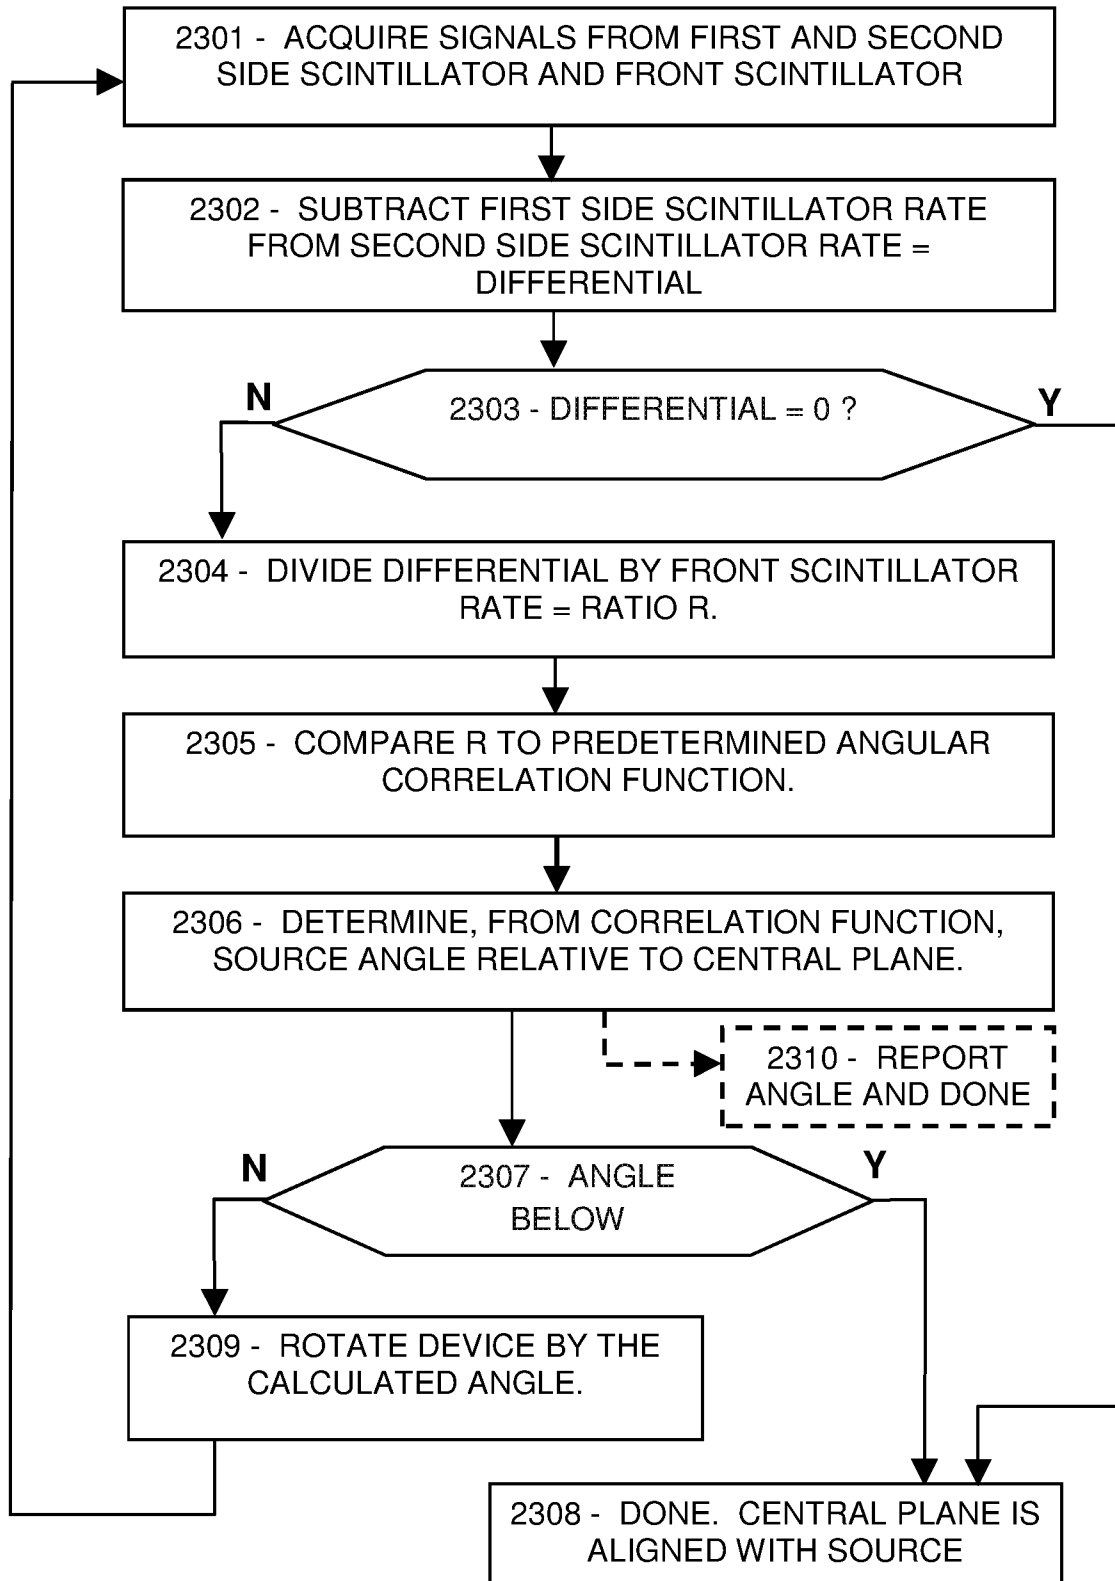 2301 - ACQUIRE SIGNALS FROM FIRST AND SECOND
SIDE SCINTILLATOR AND FRONT SCINTILLATOR
2302 - SUBTRACT FIRST SIDE SCINTILLATOR RATE
FROM SECOND SIDE SCINTILLATOR RATE =
DIFFERENTIAL
N
2303 - DIFFERENTIAL = 0 ?
Y
2304 - DIVIDE DIFFERENTIAL BY FRONT SCINTILLATOR
RATE = RATIO R.
2305 - COMPARE R TO PREDETERMINED ANGULAR
CORRELATION FUNCTION.
2306 - DETERMINE, FROM CORRELATION FUNCTION,
SOURCE ANGLE RELATIVE TO CENTRAL PLANE.
2310 - REPORT
ANGLE AND DONE
N
2307 - ANGLE
BELOW
Y
2309 - ROTATE DEVICE BY THE
CALCULATED ANGLE.
2308 - DONE. CENTRAL PLANE IS
ALIGNED WITH SOURCE